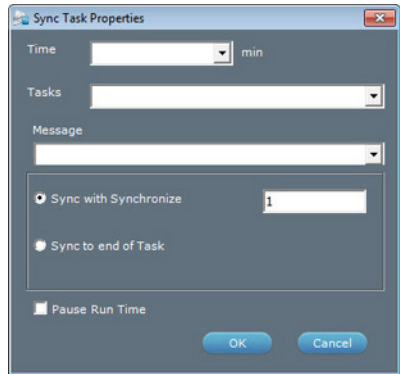 Sync Task Properties
Time min
Tasks
Message
Sync with Synchronize 1
Sync to end of Task
Pause Run Time
OK Cancel